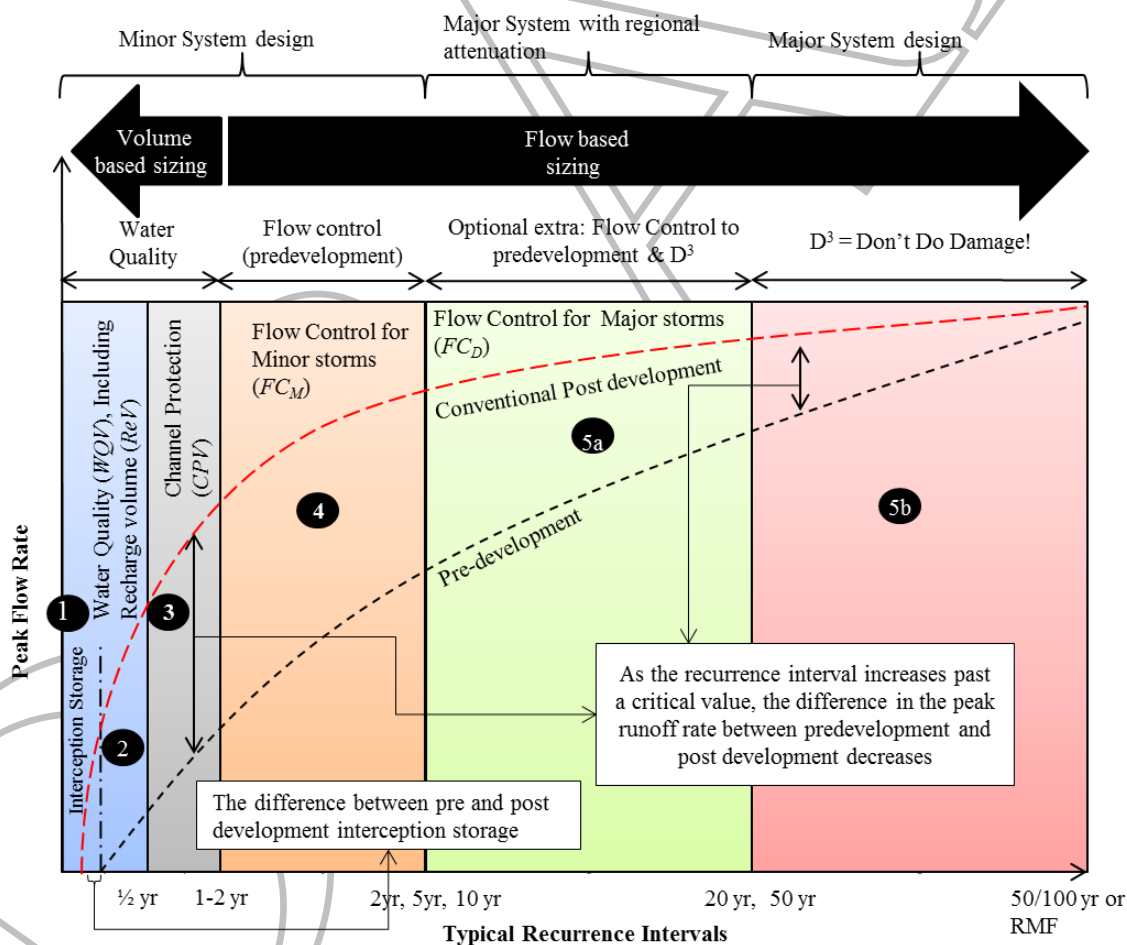 Minor System design
Major System with regional
attenuation
Major System design
Volume
based sizing
Flow based
sizing
Water
Quality
Flow control
(predevelopment)
Optional extra: Flow Control to
predevelopment & D³
D³ = Don't Do Damage!
Water Quality (WQV), Including
Recharge volume (ReV)
Channel Protection
(CPV)
Flow Control for
Minor storms
(FC_M)
Flow Control for Major storms
(FC_D)
Conventional Post development
Pre-development
1
2
3
4
5a
5b
Interception Storage
Peak Flow Rate
As the recurrence interval increases past
a critical value, the difference in the peak
runoff rate between predevelopment and
post development decreases
The difference between pre and post
development interception storage
½ yr
1-2 yr
2yr, 5yr, 10 yr
20 yr, 50 yr
50/100 yr or
RMF
Typical Recurrence Intervals